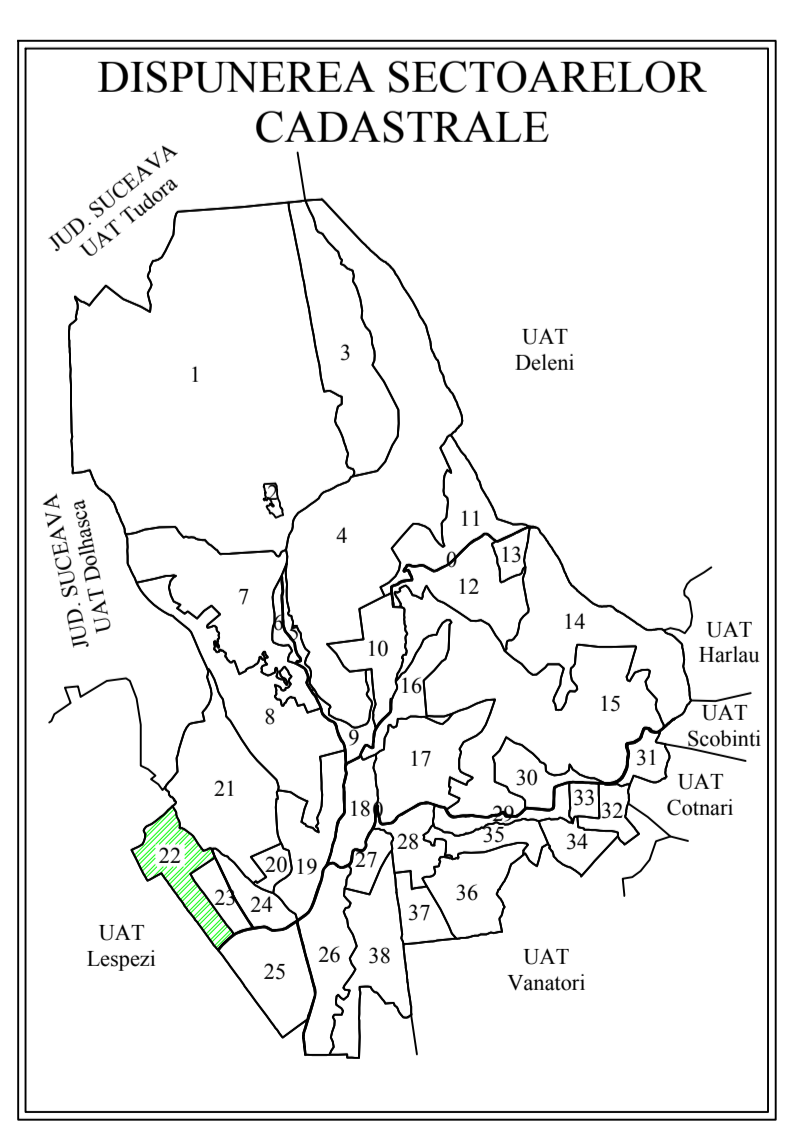 DISPUNEREA SECTOARELOR
CADASTRALE
JUD. SUCEAVA
UAT Tudora
UAT
Deleni
3
1
2
JUD. SUCEAVA
UAT Dolhasca
11
4
0
13
12
7
6
5
14
10
UAT
Harlau
16
15
8
UAT
Scobinti
9
17
31
30
UAT
Cotnari
21
33
18
0
29
32
35
34
28
22
27
20
19
23
24
36
37
UAT
Lespezi
26
38
25
UAT
Vanatori